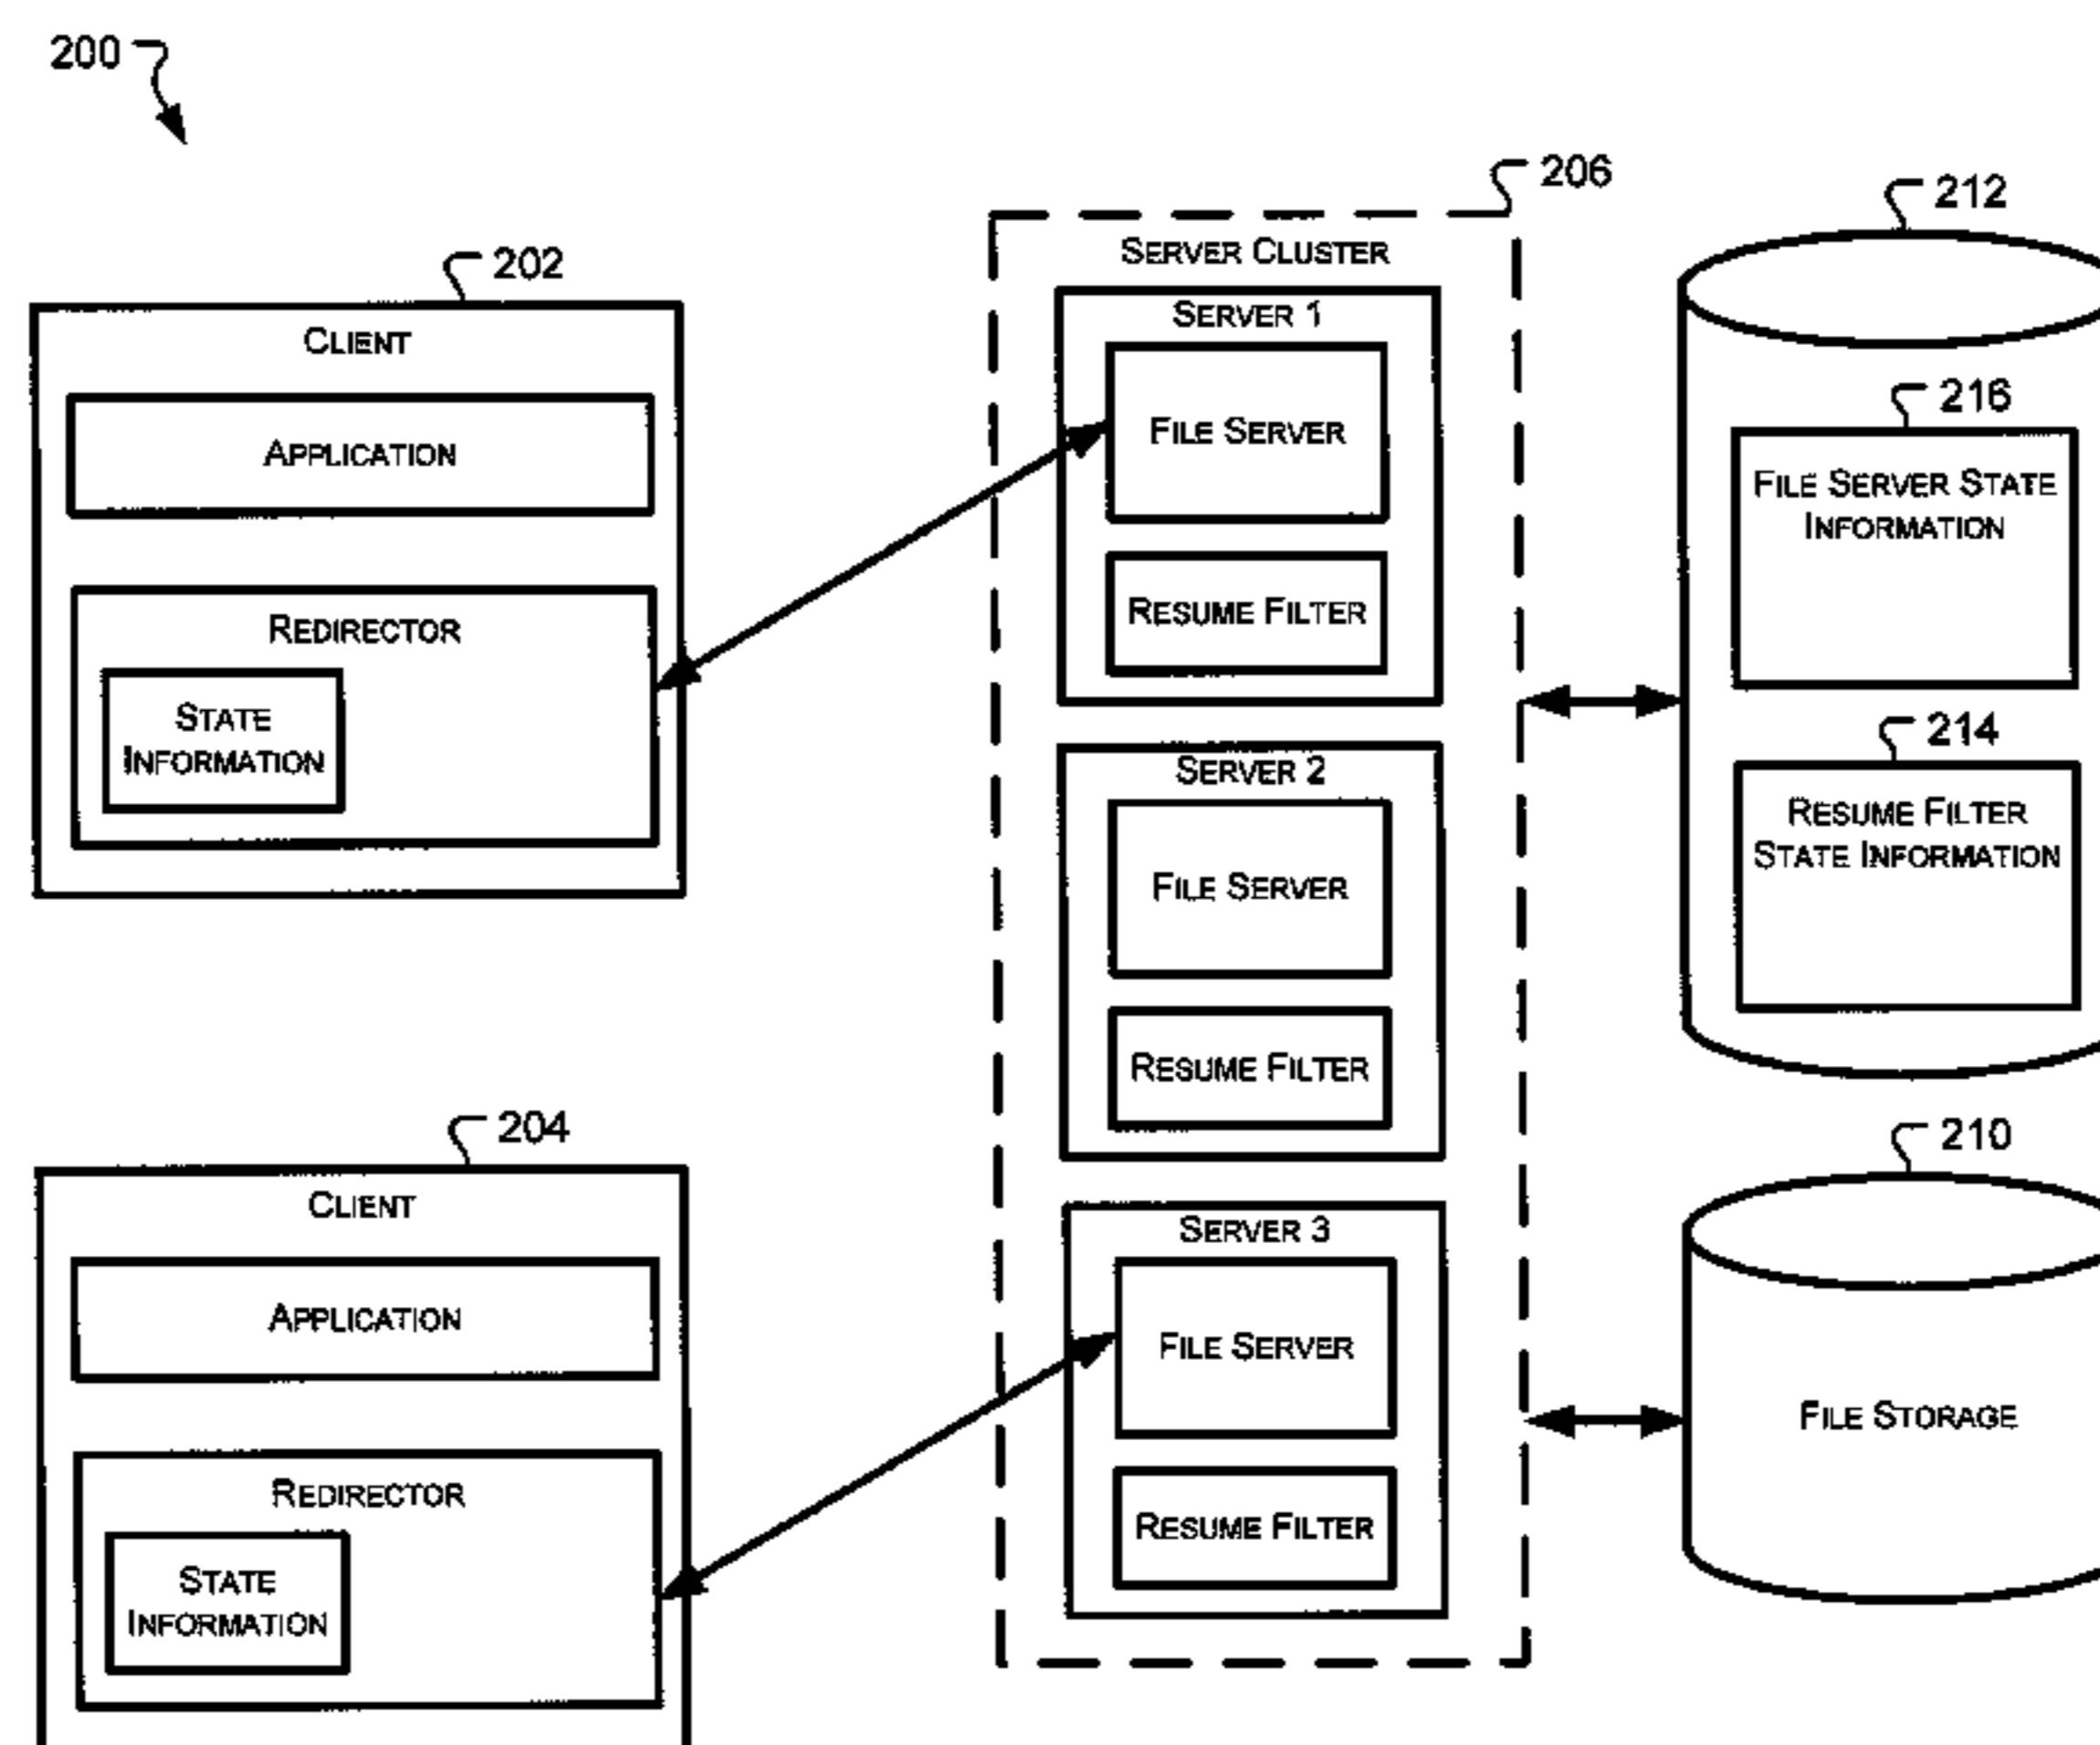 200
202
CLIENT
APPLICATION
REDIRECTOR
STATE
INFORMATION
204
CLIENT
APPLICATION
REDIRECTOR
STATE
INFORMATION
206
SERVER CLUSTER
SERVER 1
FILE SERVER
RESUME FILTER
SERVER 2
FILE SERVER
RESUME FILTER
SERVER 3
FILE SERVER
RESUME FILTER
212
216
FILE SERVER STATE
INFORMATION
214
RESUME FILTER
STATE INFORMATION
210
FILE STORAGE